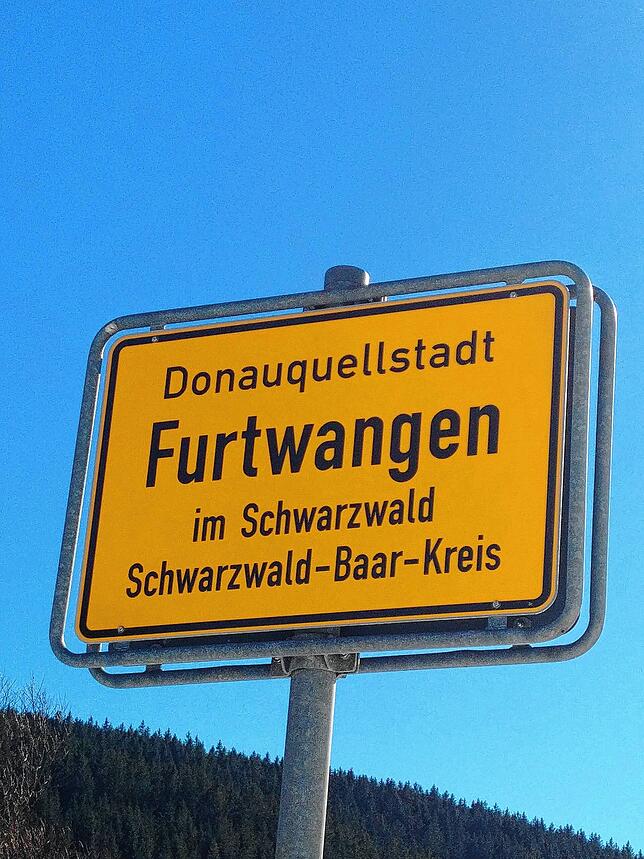 Donauquellstadt
Furtwangen
im Schwarzwald
Schwarzwald-Baar-Kreis